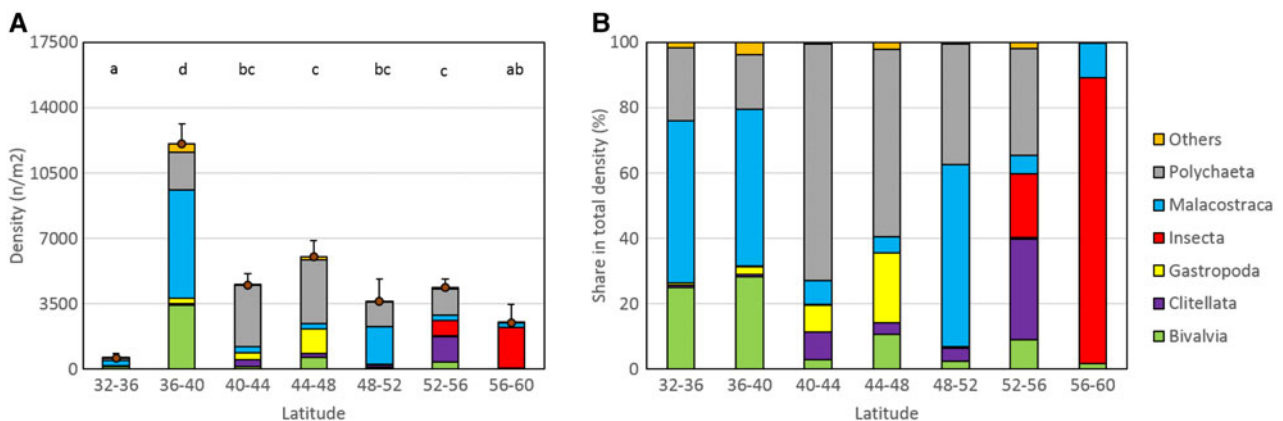 A
17500
14000
10500
7000
3500
0
Density (n/m2)
a d bc c bc c ab
32-36 36-40 40-44 44-48 48-52 52-56 56-60
Latitude
B
100
80
60
40
20
0
Share in total density (%)
32-36 36-40 40-44 44-48 48-52 52-56 56-60
Latitude
Others
Polychaeta
Malacostraca
Insecta
Gastropoda
Clitellata
Bivalvia